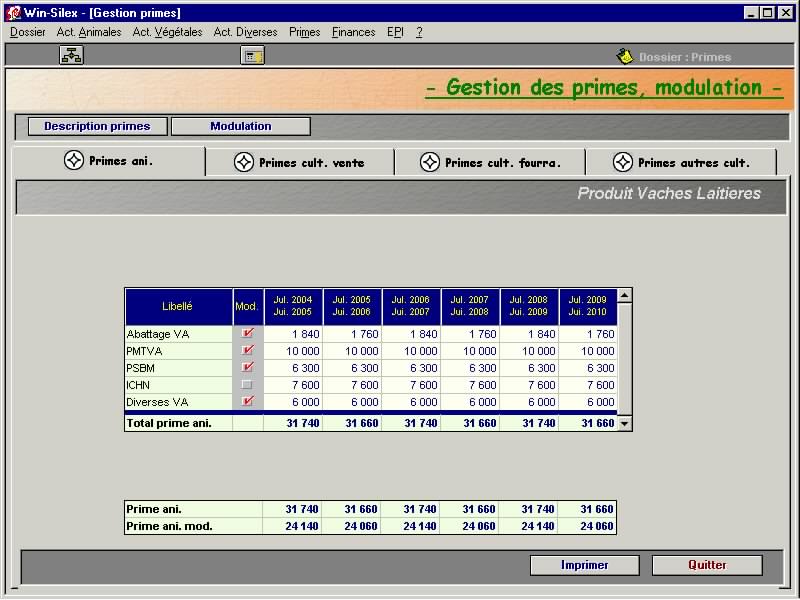 Win-Silex - [Gestion primes]
Dossier Act. Animales Act. Végétales Act. Diverses Primes Finances EPI ?
Dossier : Primes
- Gestion des primes, modulation -
Description primes Modulation
Primes ani. Primes cult. vente Primes cult. fourra. Primes autres cult.
Produit Vaches Laitieres
Libellé Mod. Jul. 2004 Jul. 2005 Jul. 2006 Jul. 2007 Jul. 2008 Jul. 2009
Jui. 2005 Jui. 2006 Jui. 2007 Jui. 2008 Jui. 2009 Jui. 2010
Abattage VA 1 840 1 760 1 840 1 760 1 840 1 760
PMTVA 10 000 10 000 10 000 10 000 10 000 10 000
PSBM 6 300 6 300 6 300 6 300 6 300 6 300
ICHN 7 600 7 600 7 600 7 600 7 600 7 600
Diverses VA 6 000 6 000 6 000 6 000 6 000 6 000
Total prime ani. 31 740 31 660 31 740 31 660 31 740 31 660
Prime ani. 31 740 31 660 31 740 31 660 31 740 31 660
Prime ani. mod. 24 140 24 060 24 140 24 060 24 140 24 060
Imprimer Quitter